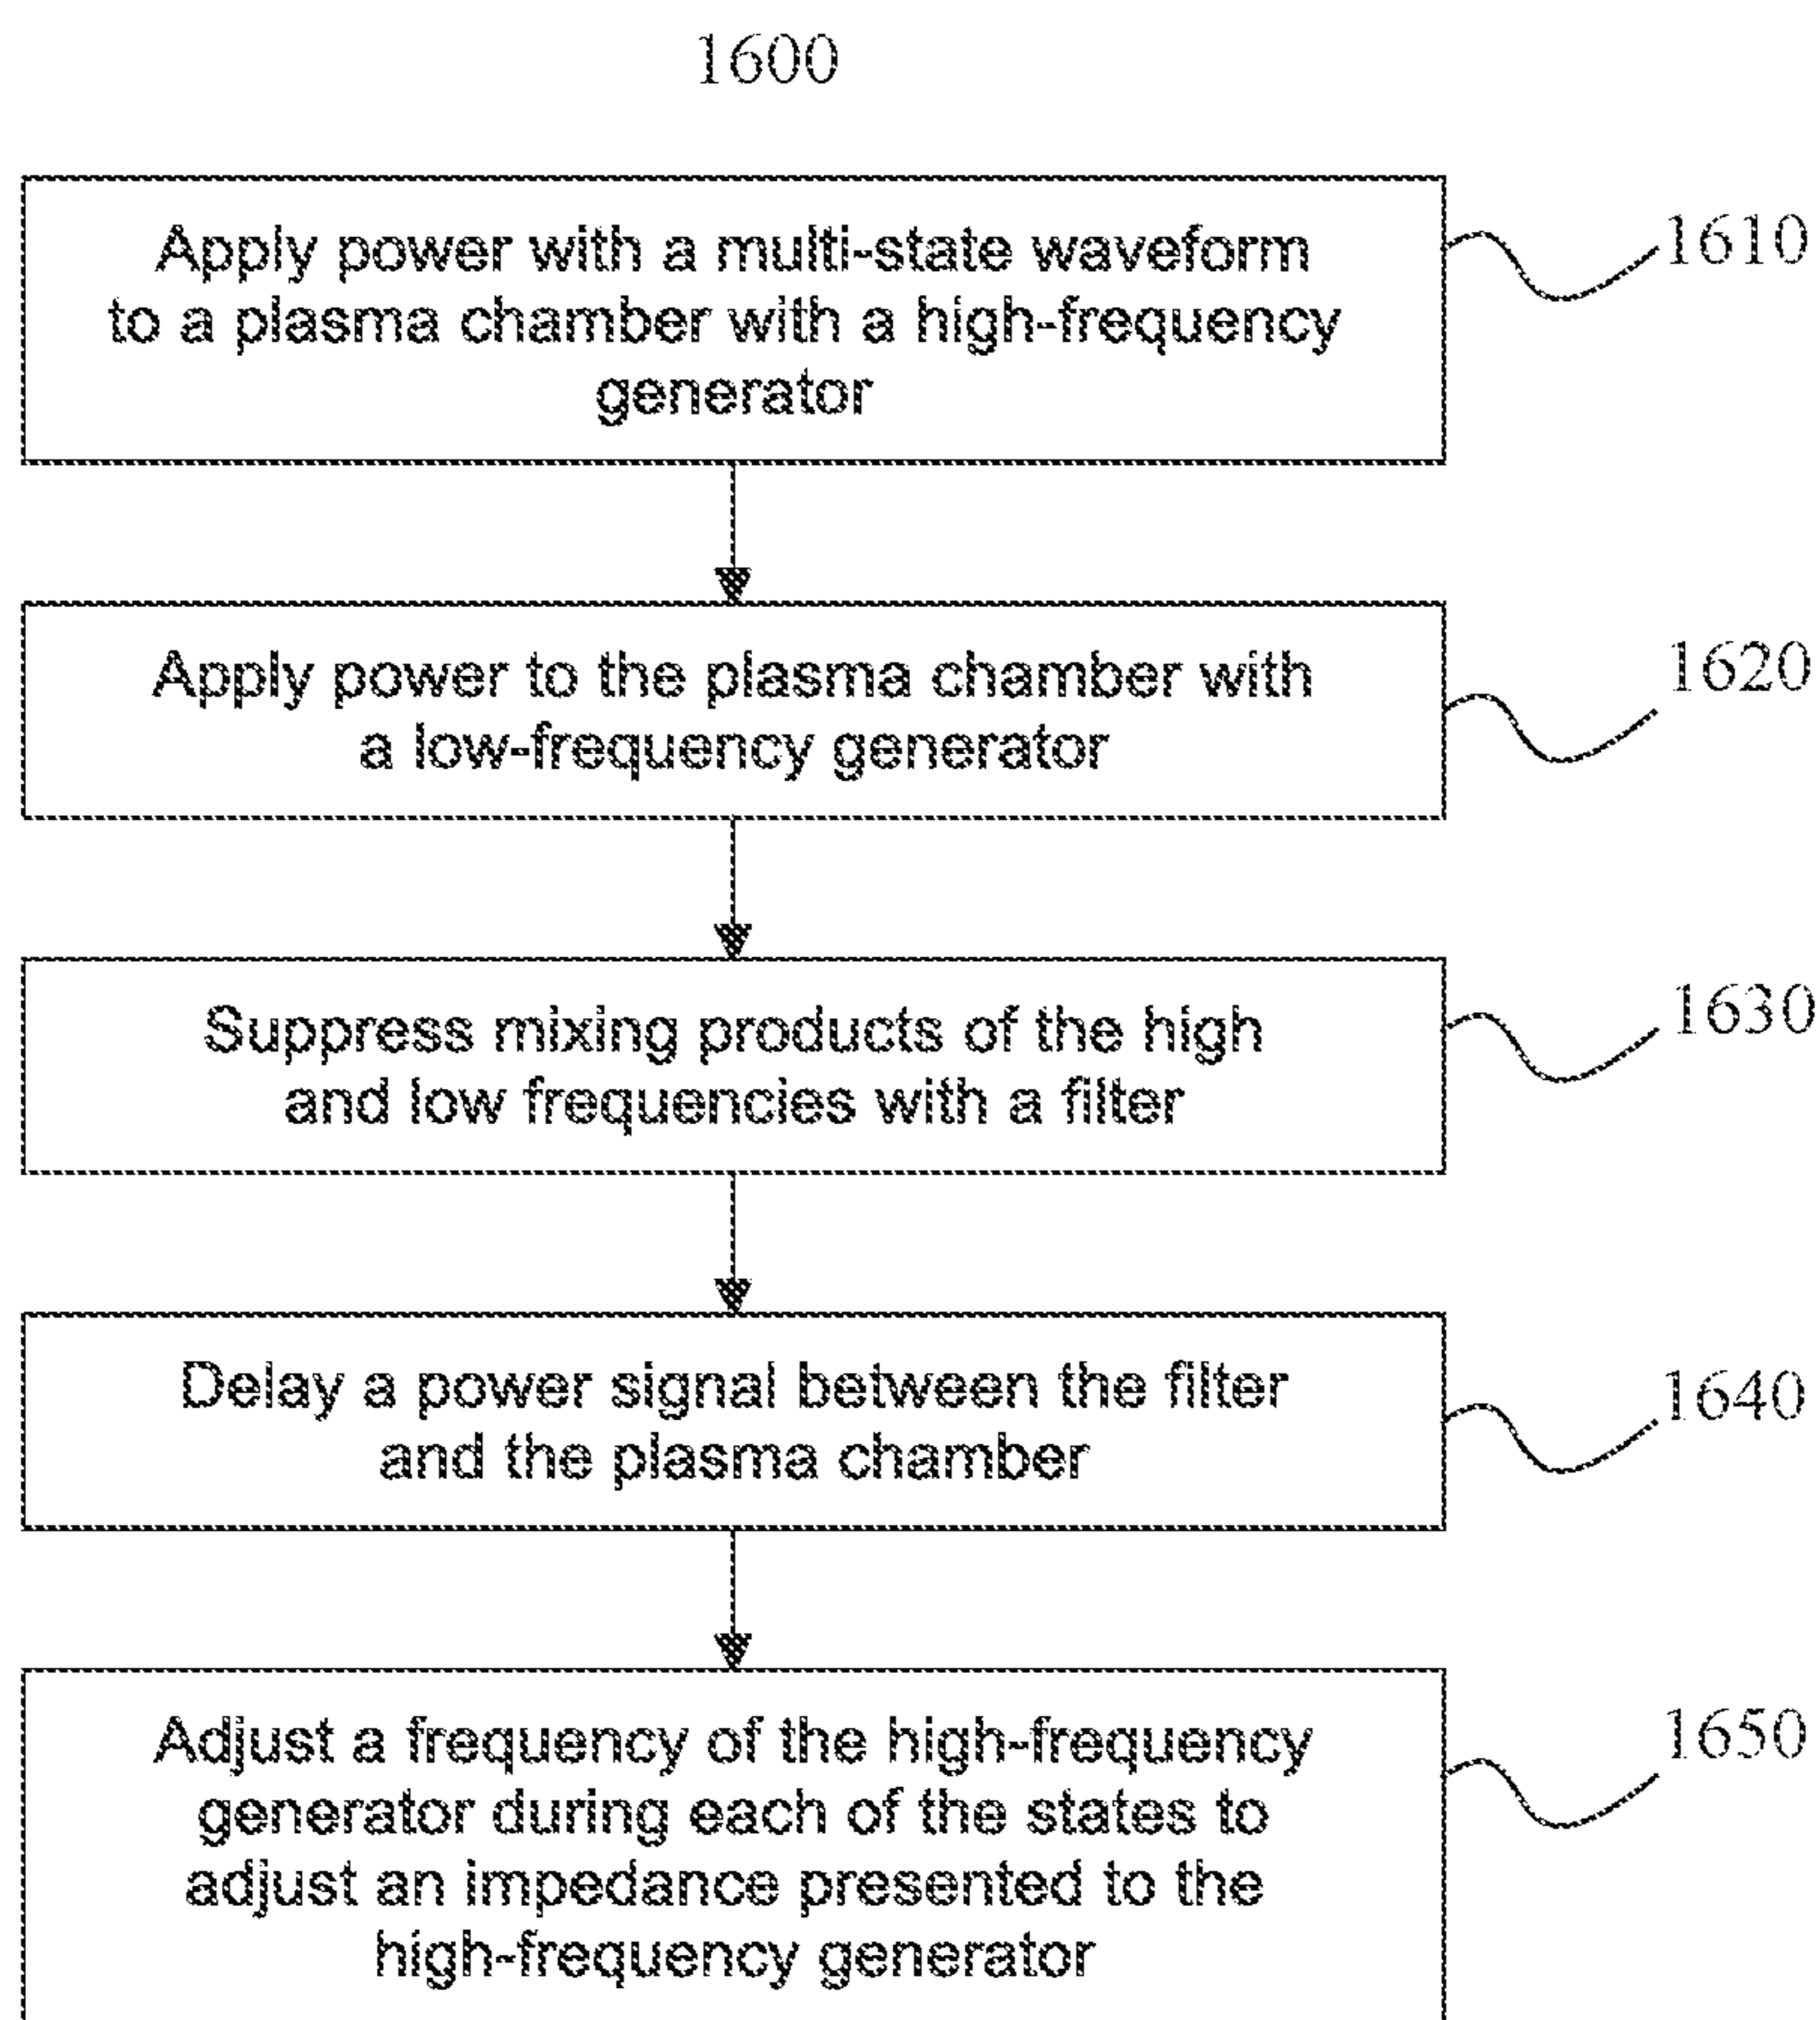 1600
Apply power with a multi-state waveform
to a plasma chamber with a high-frequency
generator
1610
Apply power to the plasma chamber with
a low-frequency generator
1620
Suppress mixing products of the high
and low frequencies with a filter
1630
Delay a power signal between the filter
and the plasma chamber
1640
Adjust a frequency of the high-frequency
generator during each of the states to
adjust an impedance presented to the
high-frequency generator
1650